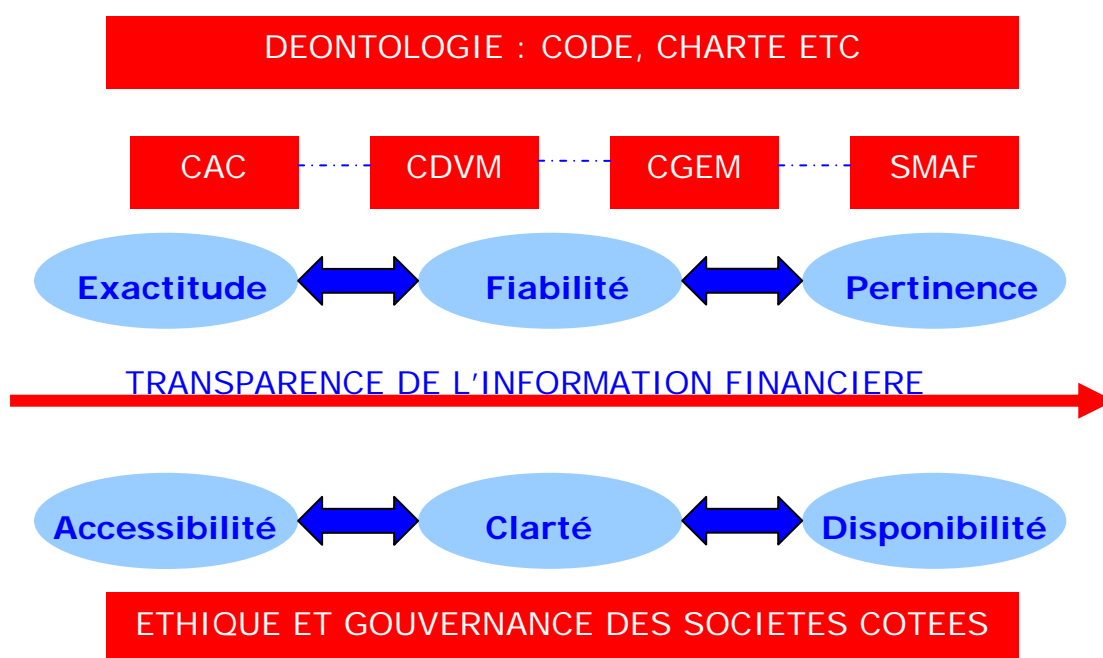 DEONTOLOGIE : CODE, CHARTE ETC
CAC CDVM CGEM SMAF
Exactitude Fiabilité Pertinence
TRANSPARENCE DE L'INFORMATION FINANCIERE
Accessibilité Clarté Disponibilité
ETHIQUE ET GOUVERNANCE DES SOCIETES COTEES